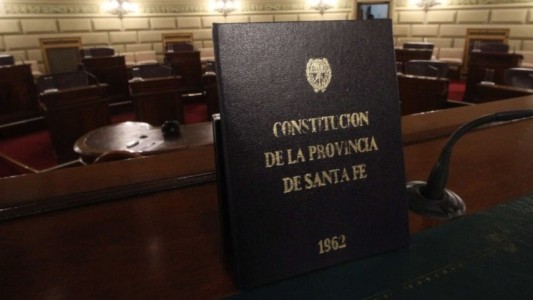 CONSTITUCION
DE LA PROVINCIA
DE SANTA FE
1962